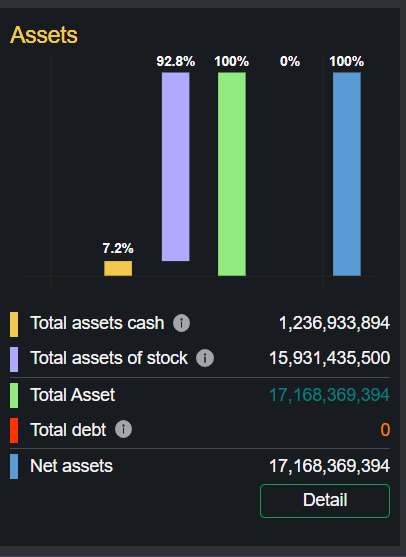 Assets
92.8% 100% 0% 100%
7.2%
Total assets cash i 1,236,933,894
Total assets of stock i 15,931,435,500
Total Asset 17,168,369,394
Total debt i 0
Net assets 17,168,369,394
Detail